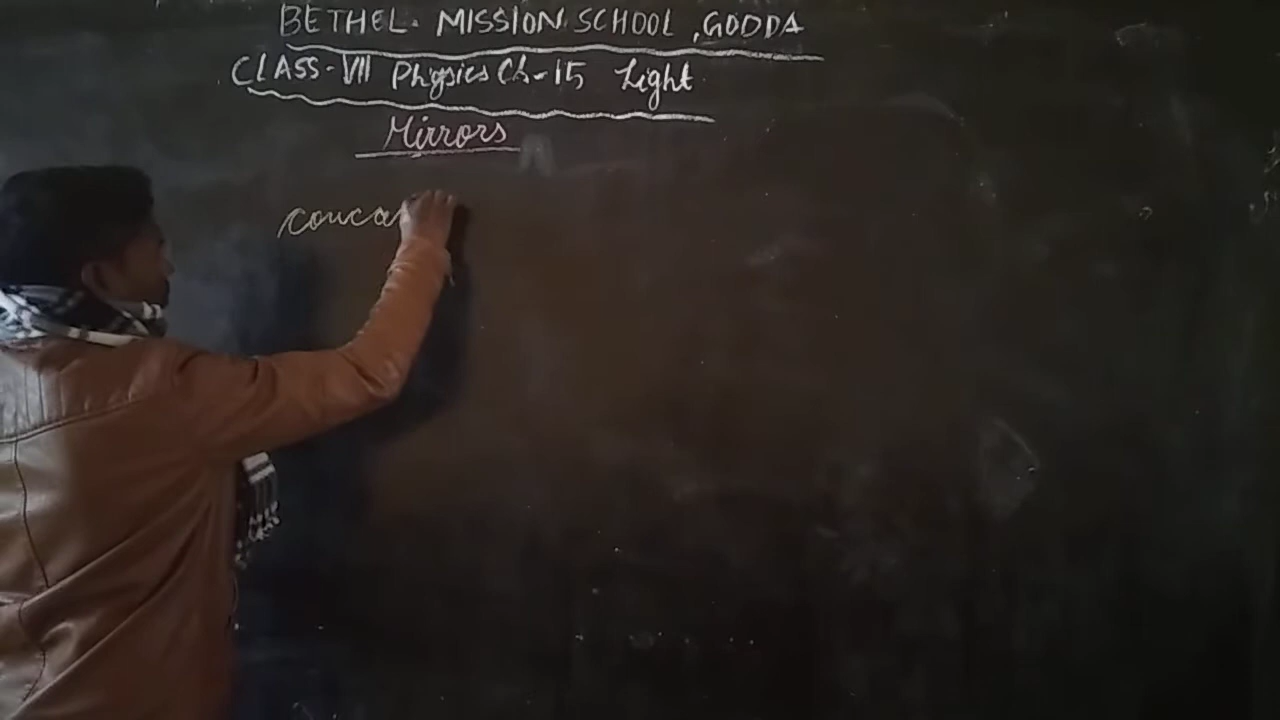 BETHEL. MISSION SCHOOL, GODDA
CLASS-VII Physics Ch-15 Light
Mirrors
conca